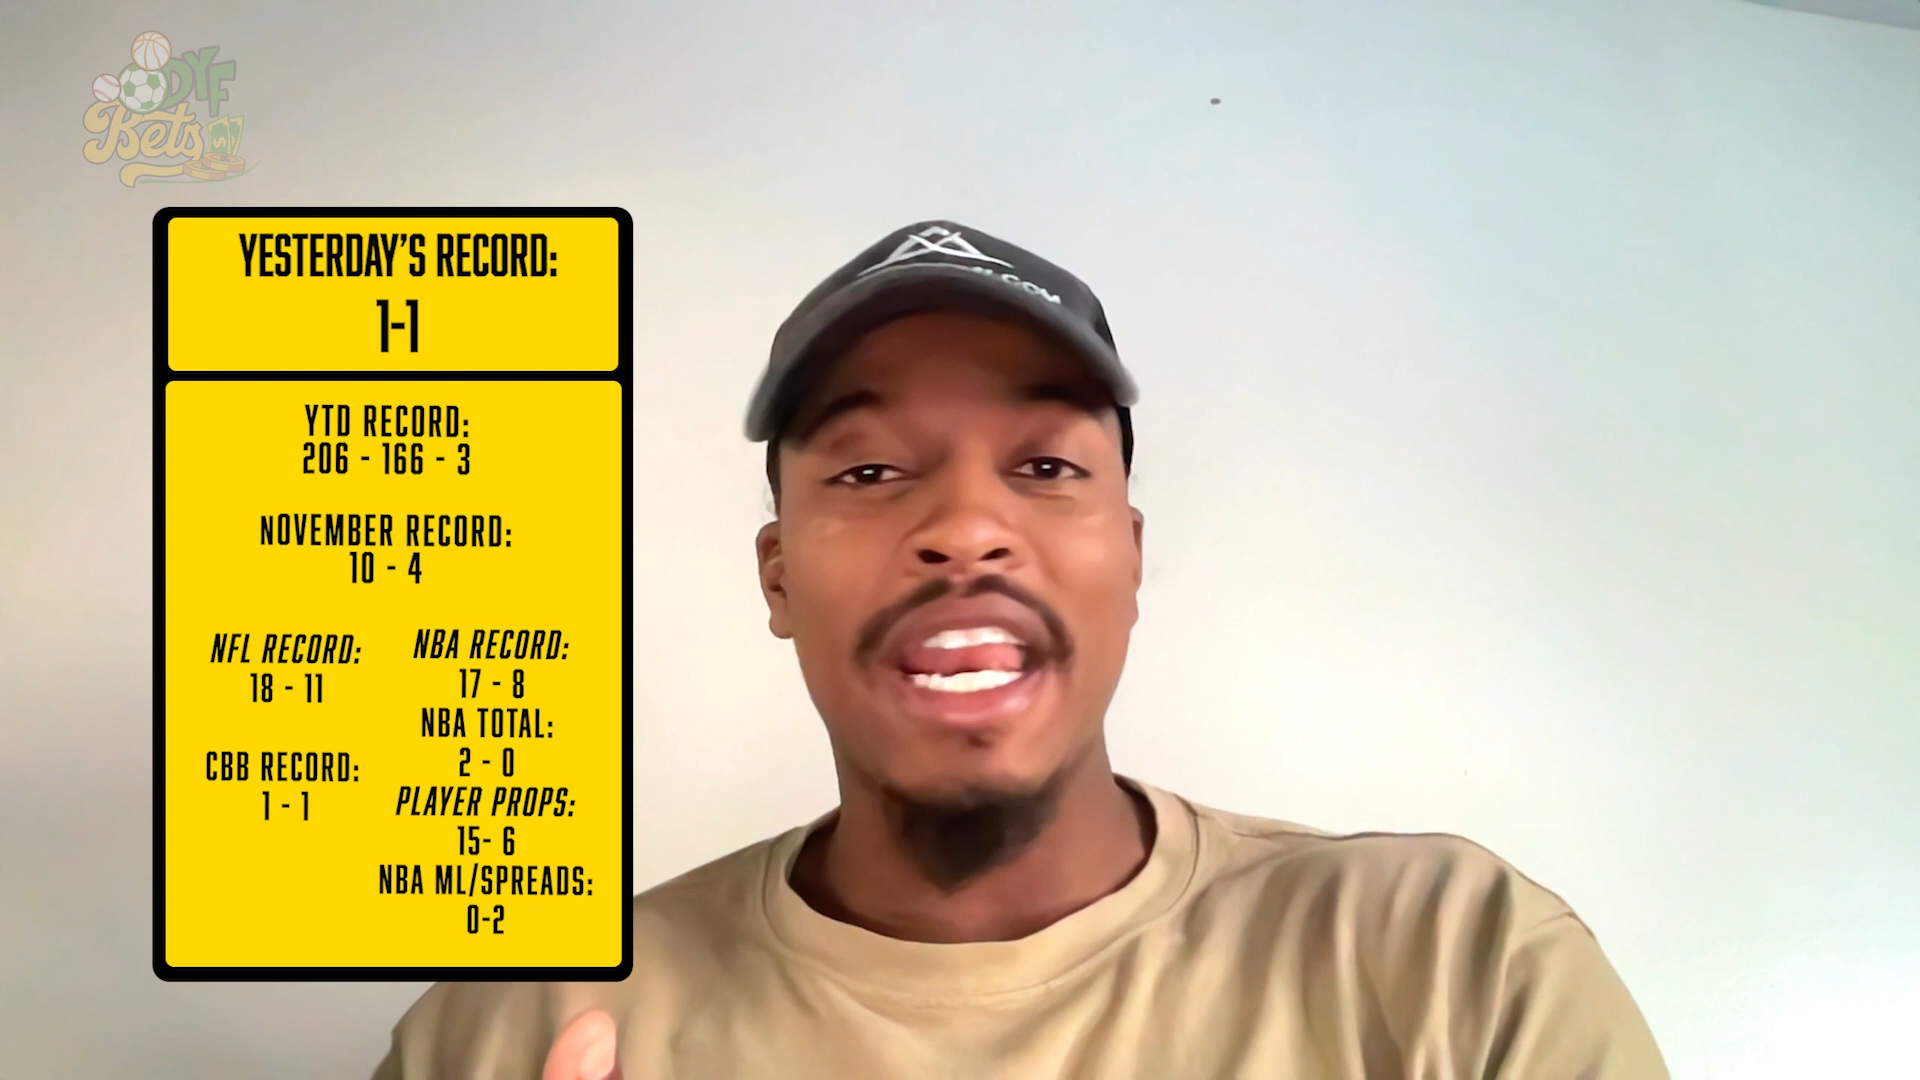 ODYF
Bets
YESTERDAY'S RECORD:
1-1
YTD RECORD:
206 - 166 - 3
NOVEMBER RECORD:
10 - 4
NFL RECORD:
18 - 11
CBB RECORD:
1 - 1
NBA RECORD:
17 - 8
NBA TOTAL:
2 - 0
PLAYER PROPS:
15- 6
NBA ML/SPREADS:
0-2
.COM